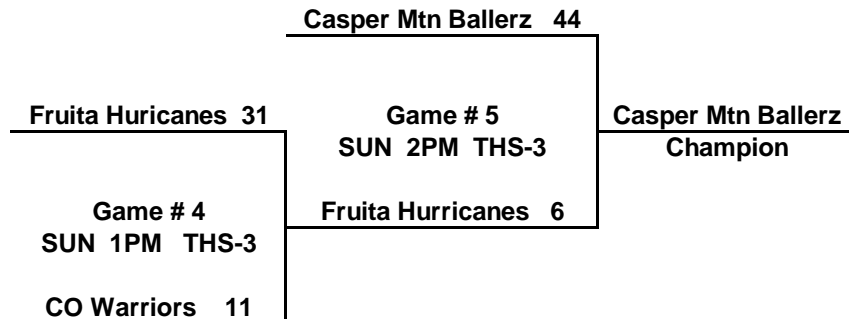 Casper Mtn Ballerz 44
Fruita Huricanes 31
Game # 5
Casper Mtn Ballerz
SUN 2PM THS-3
Champion
Game # 4
Fruita Hurricanes 6
SUN 1PM THS-3
CO Warriors 11